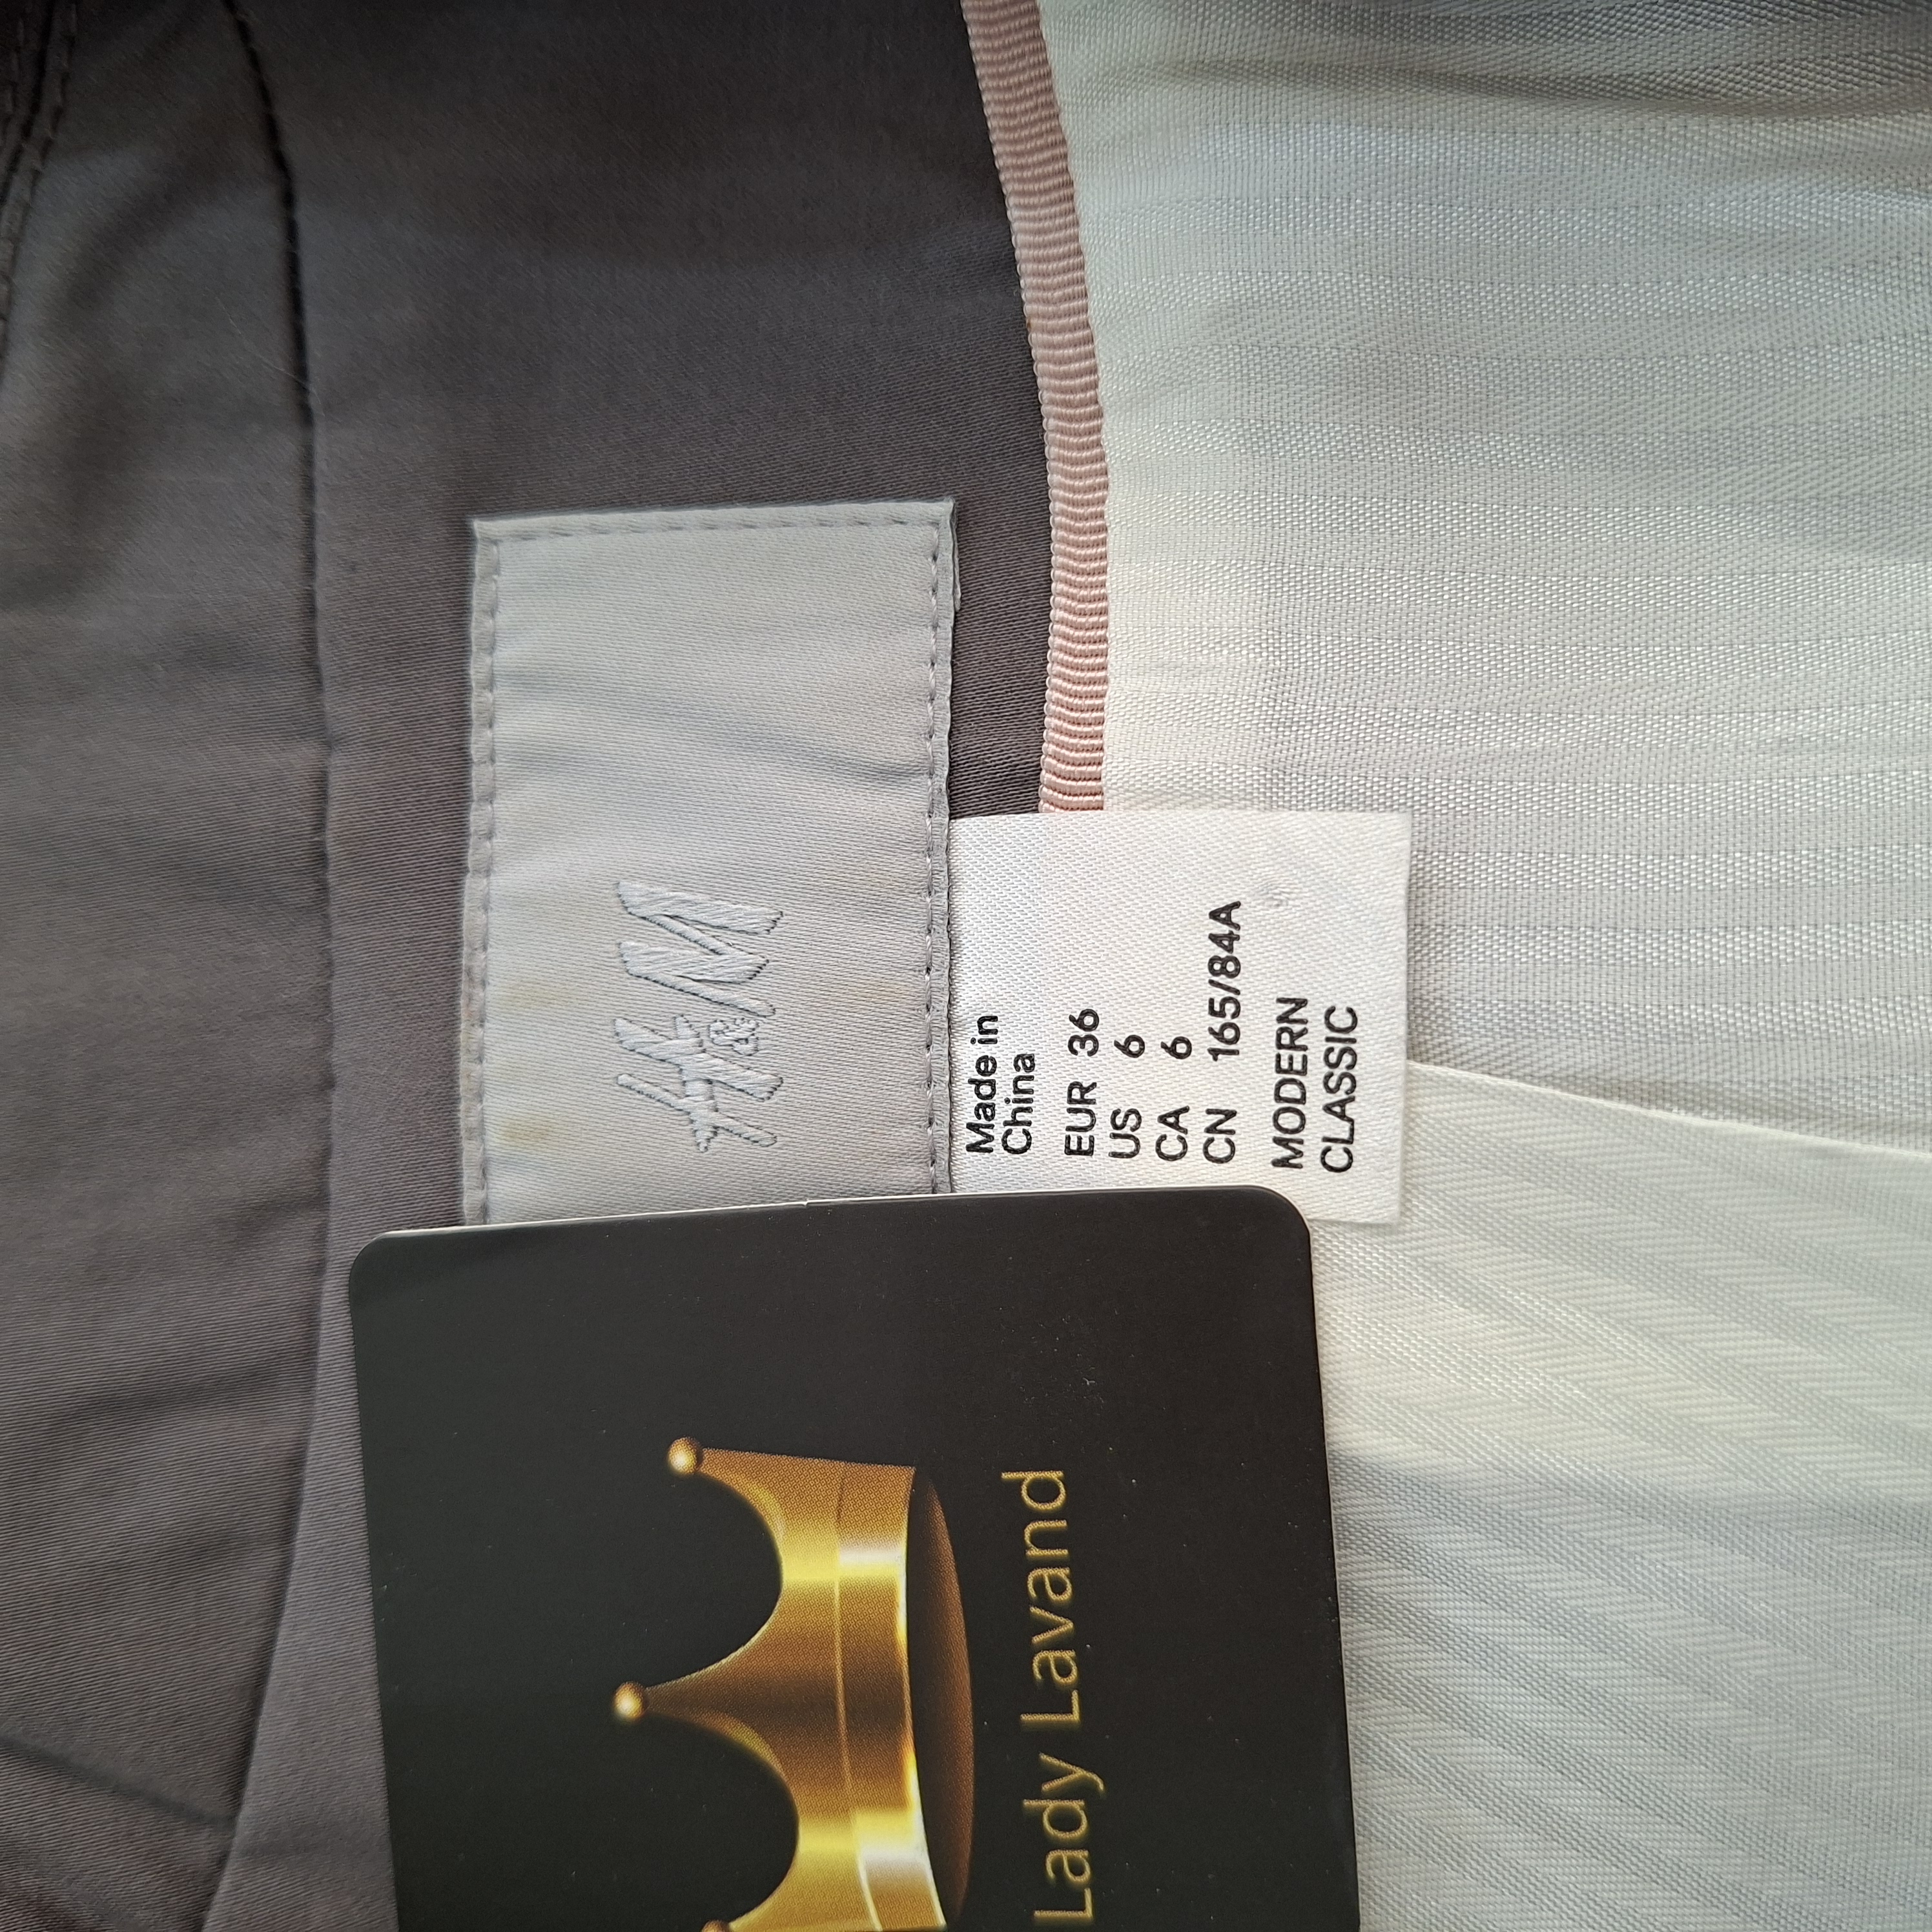 H&M
Made in
China
EUR 36
US 6
CA 6
CN 165/84A
MODERN
CLASSIC
Lady Lavand